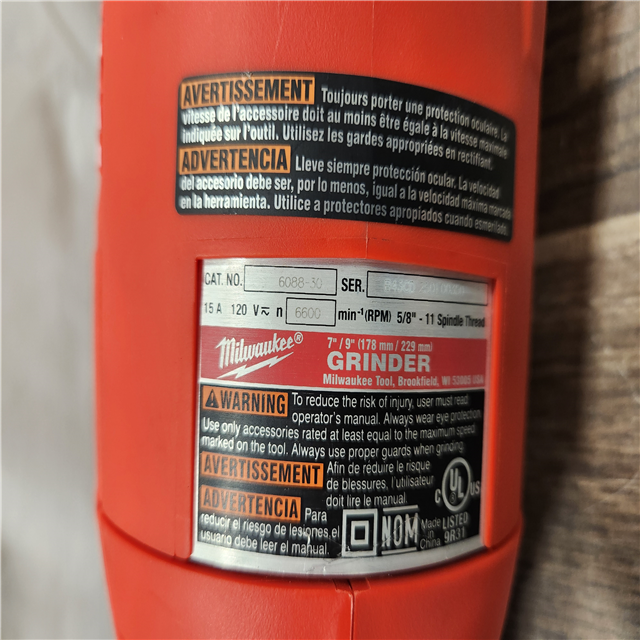 AVERTISSEMENT Toujours porter une protection oculaire. La
vitesse de l'accessoire doit au moins être égale à la vitesse maximale
indiquée sur l'outil. Utilisez les gardes appropriées en rectifiant.
ADVERTENCIA Lleve siempre protección ocular. La velocidad
del accesorio debe ser, por lo menos, igual a la velocidad máxima marcada
en la herramienta. Utilice a protectores apropiados cuando esmerilado.
CAT. NO. 6088-30 SER.
15 A 120 V ≂ n 6600 min⁻¹(RPM) 5/8" - 11 Spindle Thread
Milwaukee®
7" / 9" (178 mm / 229 mm)
GRINDER
Milwaukee Tool, Brookfield, WI 53005 USA
WARNING To reduce the risk of injury, user must read
operator's manual. Always wear eye protection.
Use only accessories rated at least equal to the maximum speed
marked on the tool. Always use proper guards when grinding.
AVERTISSEMENT Afin de réduire le risque
de blessures, l'utilisateur
doit lire le manual.
ADVERTENCIA Para
reducir el riesgo de lesiones, el
usuario debe leer el manual.
NOM
Made in
China
C UL US
LISTED
9R31